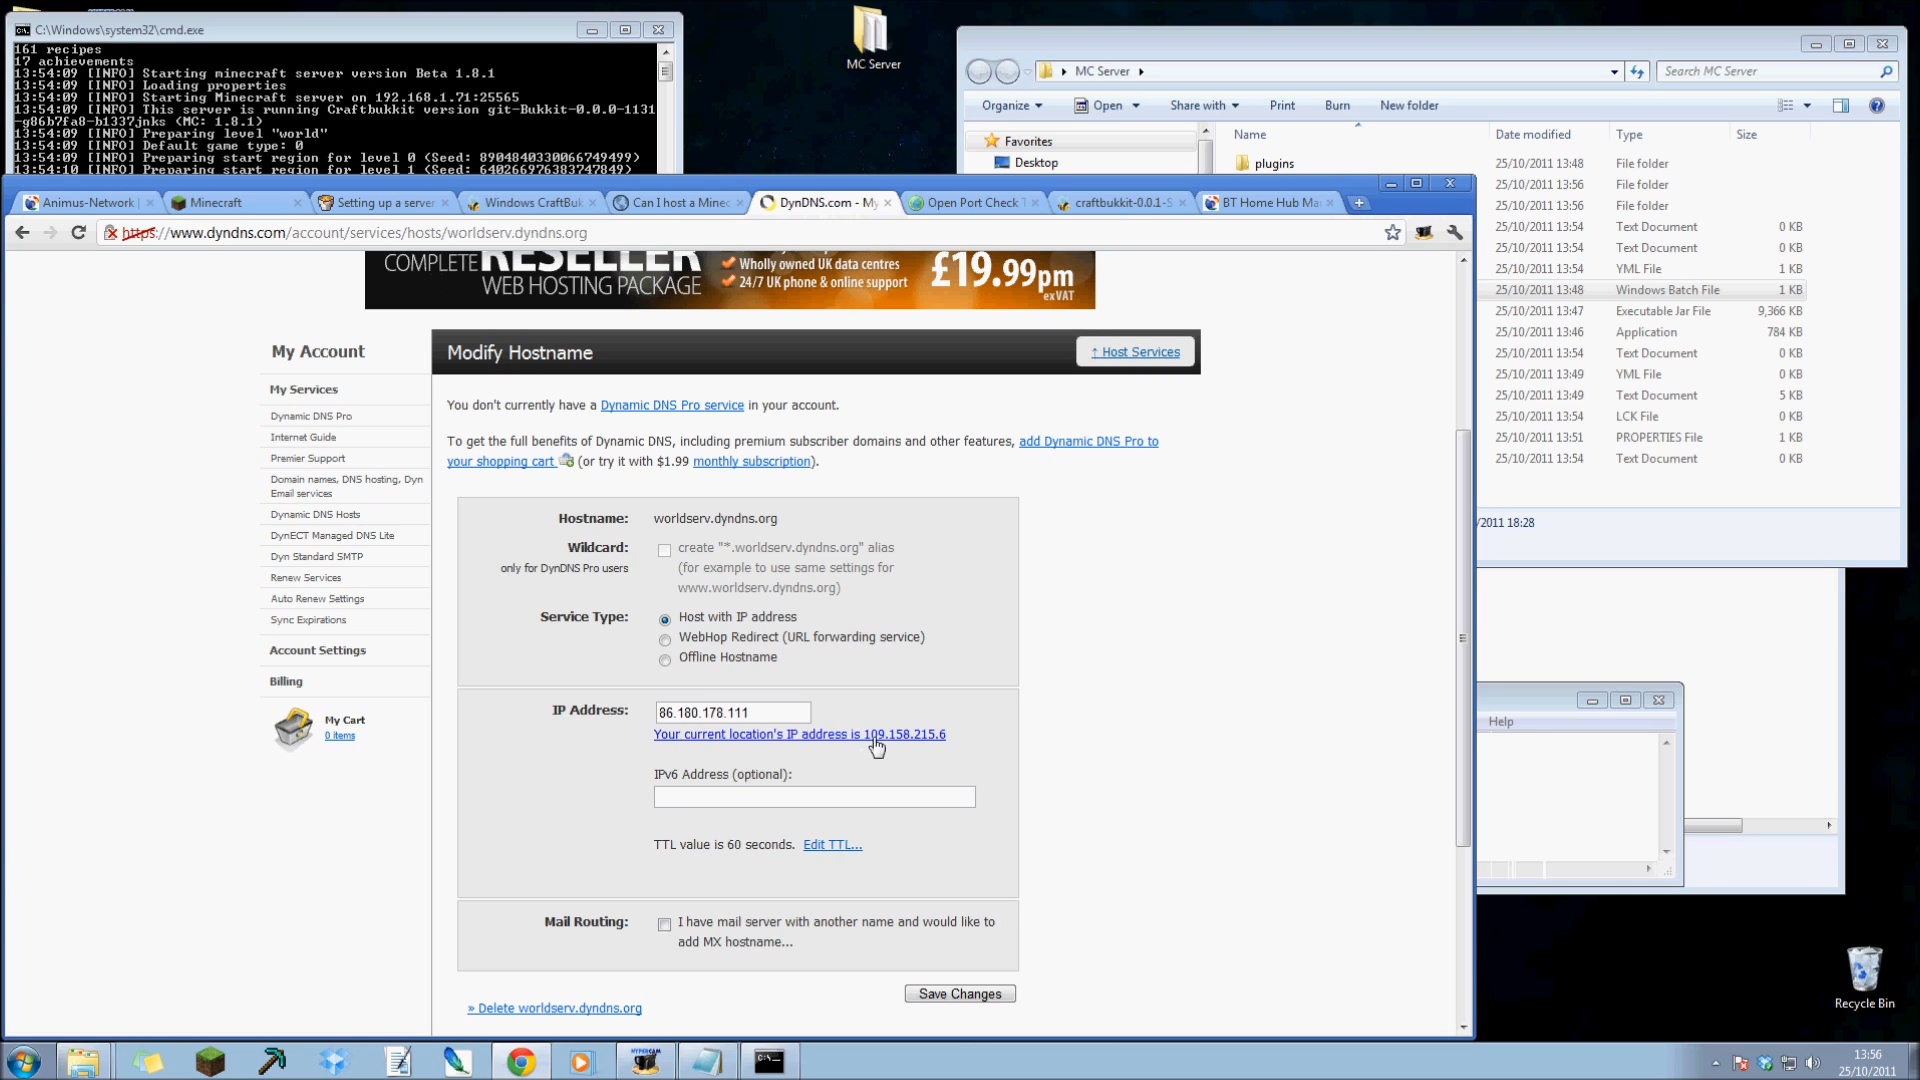 C:\Windows\system32\cmd.exe
161 recipes
17 achievements
13:54:09 [INFO] Starting minecraft server version Beta 1.8.1
13:54:09 [INFO] Loading properties
13:54:09 [INFO] Starting Minecraft server on 192.168.1.71:25565
13:54:09 [INFO] This server is running Craftbukkit version git-Bukkit-0.0.0-1131
-g86b7fa8-b1337jnks (MC: 1.8.1)
13:54:09 [INFO] Preparing level "world"
13:54:09 [INFO] Default game type: 0
13:54:09 [INFO] Preparing start region for level 0 (Seed: 8904840330066749499)
13:54:10 [INFO] Preparing start region for level 1 (Seed: 6402669763837478​49)
MC Server
MC Server
Search MC Server
Organize
Open
Share with
Print
Burn
New folder
Name
Date modified
Type
Size
Favorites
Desktop
plugins
25/10/2011 13:48 File folder
25/10/2011 13:56 File folder
25/10/2011 13:56 File folder
25/10/2011 13:54 Text Document 0 KB
25/10/2011 13:54 Text Document 0 KB
25/10/2011 13:54 YML File 1 KB
25/10/2011 13:48 Windows Batch File 1 KB
25/10/2011 13:47 Executable Jar File 9,366 KB
25/10/2011 13:46 Application 784 KB
25/10/2011 13:54 Text Document 0 KB
25/10/2011 13:49 YML File 0 KB
25/10/2011 13:49 Text Document 5 KB
25/10/2011 13:54 LCK File 0 KB
25/10/2011 13:51 PROPERTIES File 1 KB
25/10/2011 13:54 Text Document 0 KB
/2011 18:28
Help
Animus-Network |
Minecraft
Setting up a server
Windows CraftBuk
Can I host a Minec
DynDNS.com - My
Open Port Check T
craftbukkit-0.0.1-S
BT Home Hub Ma
https://www.dyndns.com/account/services/hosts/worldserv.dyndns.org
COMPLETE RESELLER
WEB HOSTING PACKAGE
Wholly owned UK data centres
24/7 UK phone & online support
£19.99pm
exVAT
My Account
My Services
Dynamic DNS Pro
Internet Guide
Premier Support
Domain names, DNS hosting, Dyn
Email services
Dynamic DNS Hosts
DynECT Managed DNS Lite
Dyn Standard SMTP
Renew Services
Auto Renew Settings
Sync Expirations
Account Settings
Billing
My Cart
0 items
Modify Hostname
↑ Host Services
You don't currently have a Dynamic DNS Pro service in your account.
To get the full benefits of Dynamic DNS, including premium subscriber domains and other features, add Dynamic DNS Pro to
your shopping cart (or try it with $1.99 monthly subscription).
Hostname: worldserv.dyndns.org
Wildcard: create "*.worldserv.dyndns.org" alias
only for DynDNS Pro users (for example to use same settings for
www.worldserv.dyndns.org)
Service Type: Host with IP address
WebHop Redirect (URL forwarding service)
Offline Hostname
IP Address: 86.180.178.111
Your current location's IP address is 109.158.215.6
IPv6 Address (optional):
TTL value is 60 seconds. Edit TTL...
Mail Routing: I have mail server with another name and would like to
add MX hostname...
Save Changes
» Delete worldserv.dyndns.org
Recycle Bin
HYPERCAM
13:56
25/10/2011